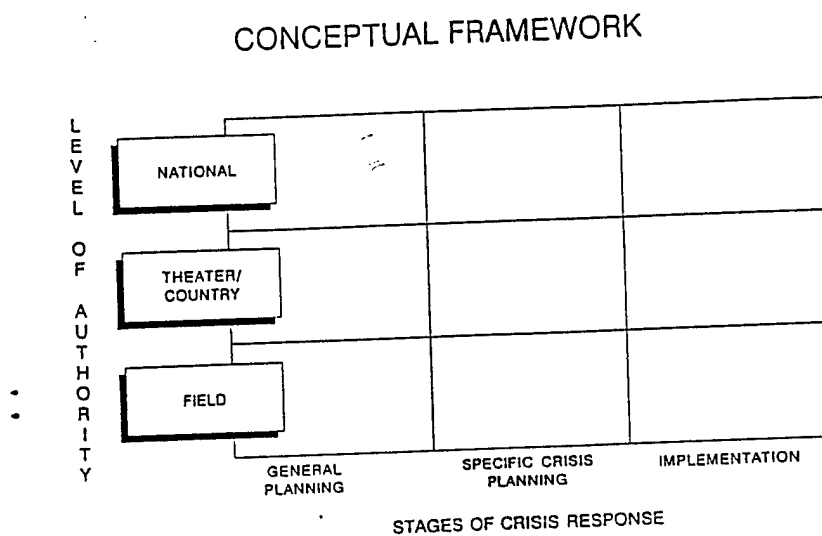 CONCEPTUAL FRAMEWORK
LEVEL OF AUTHORITY
NATIONAL
THEATER/
COUNTRY
FIELD
GENERAL
PLANNING
SPECIFIC CRISIS
PLANNING
IMPLEMENTATION
STAGES OF CRISIS RESPONSE